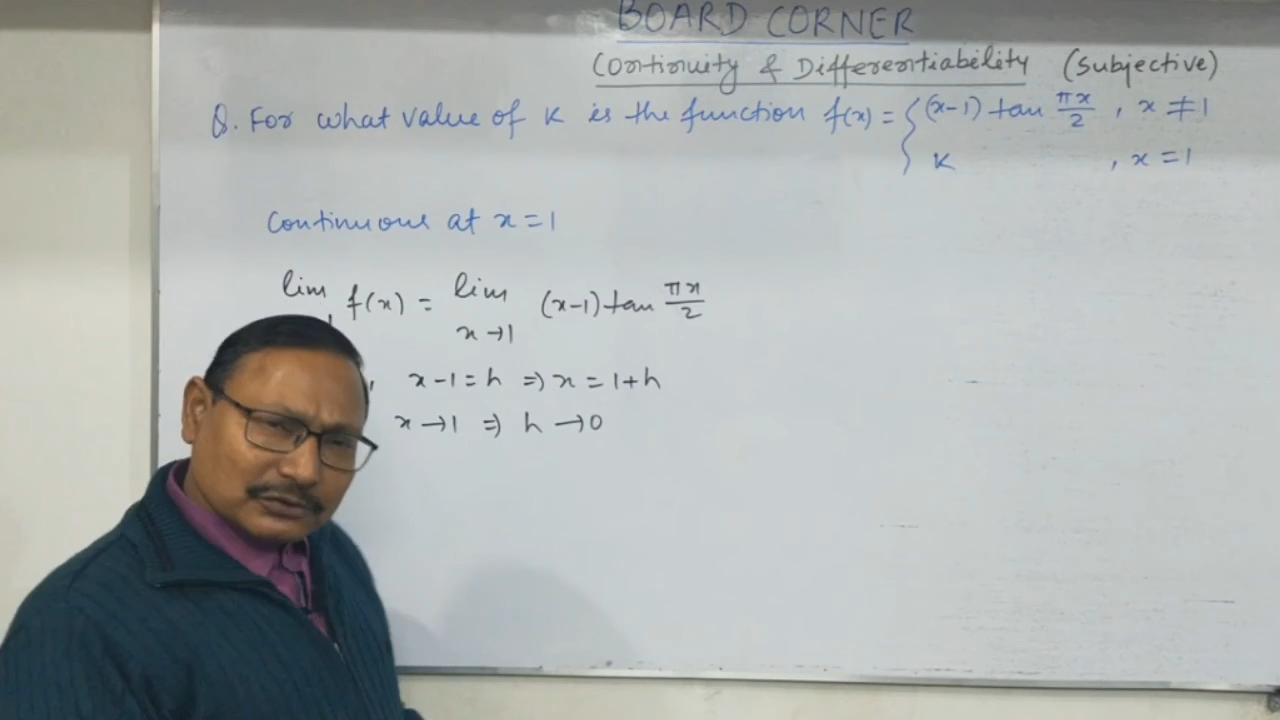 BOARD CORNER
Continuity & Differentiability (Subjective)
Q. For what value of K is the function f(x) = { (x-1) tan πx/2 , x ≠ 1
K , x = 1
Continuous at x = 1
lim f(x) = lim (x-1) tan πx/2
x→1
x-1 = h ⇒ x = 1+h
x→1 ⇒ h→0